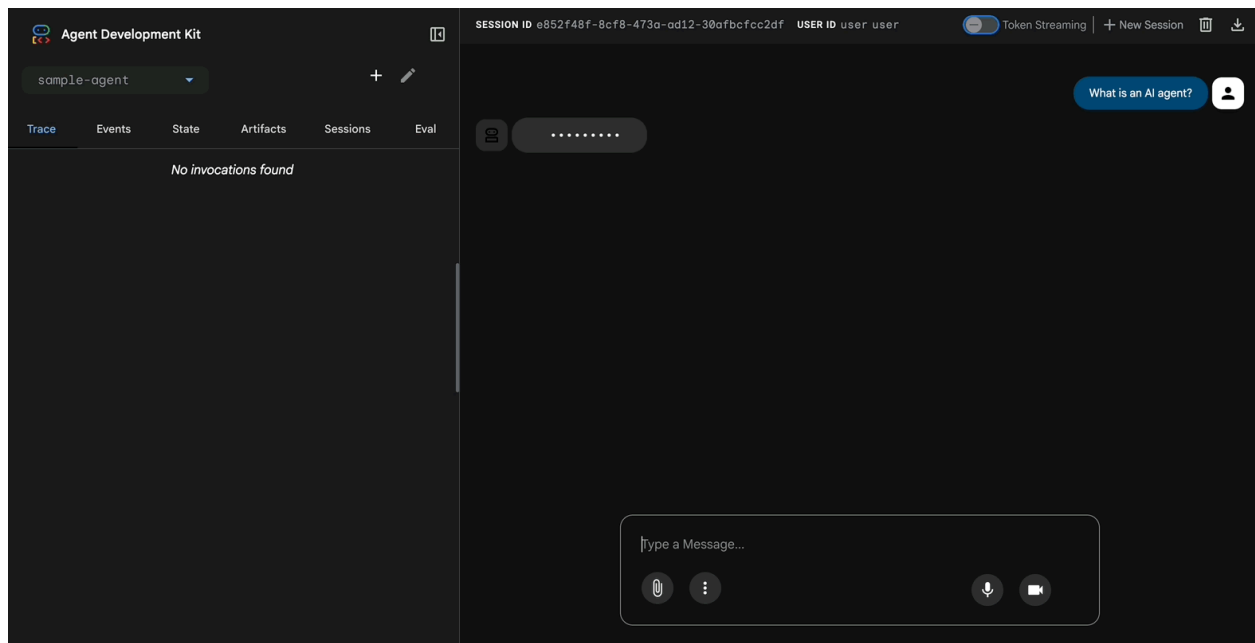 Agent Development Kit
sample-agent
Trace Events State Artifacts Sessions Eval
No invocations found
SESSION ID e852f48f-8cf8-473a-ad12-30afbcfcc2df USER ID user user
Token Streaming
New Session
What is an AI agent?
Type a Message...